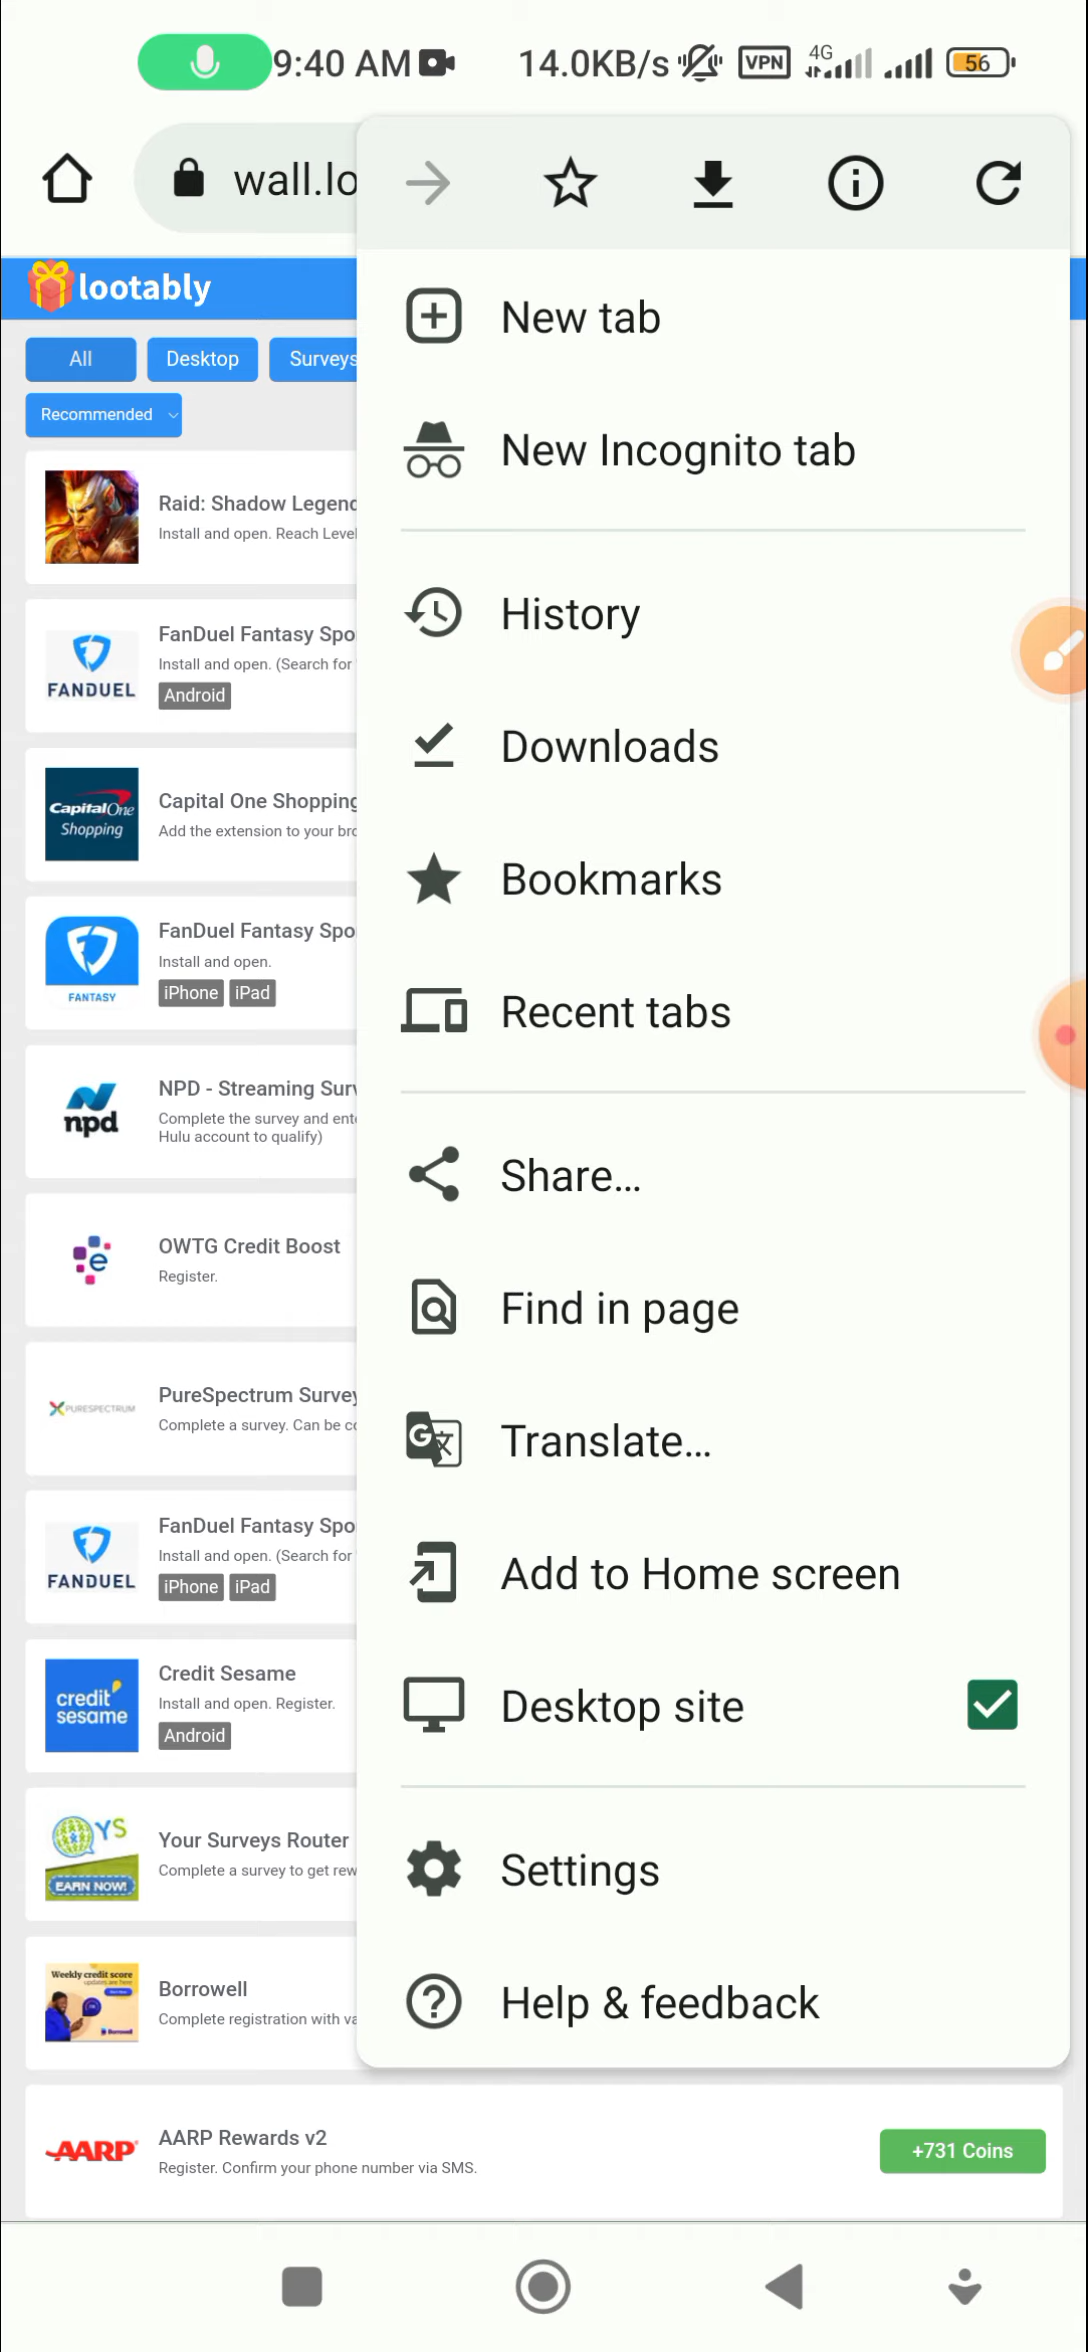 9:40 AM
14.0KB/s
VPN
4G
56
wall.lo
lootably
All
Desktop
Surveys
Recommended
Raid: Shadow Legend
Install and open. Reach Leve
FanDuel Fantasy Spo
Install and open. (Search for
FANDUEL
Android
CapitalOne
Shopping
Capital One Shopping
Add the extension to your bro
FanDuel Fantasy Spo
Install and open.
FANTASY
iPhone
iPad
npd
NPD - Streaming Surv
Complete the survey and ente
Hulu account to qualify)
e
OWTG Credit Boost
Register.
PURESPECTRUM
PureSpectrum Survey
Complete a survey. Can be co
FanDuel Fantasy Spo
Install and open. (Search for
FANDUEL
iPhone
iPad
credit
sesame
Credit Sesame
Install and open. Register.
Android
YS
EARN NOW!
Your Surveys Router
Complete a survey to get rew
Weekly credit score
updates are here
Borrowell
Borrowell
Complete registration with va
AARP
AARP Rewards v2
Register. Confirm your phone number via SMS.
+731 Coins
New tab
New Incognito tab
History
Downloads
Bookmarks
Recent tabs
Share...
Find in page
Translate...
Add to Home screen
Desktop site
Settings
Help & feedback